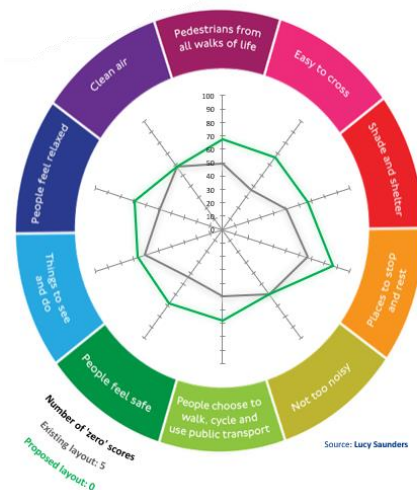 Pedestrians from
all walks of life
Easy to cross
Shade and shelter
Places to stop
and rest
Not too noisy
People choose to
walk, cycle and
use public transport
People feel safe
Things to see
and do
People feel relaxed
Clean air
100
90
80
70
60
50
40
30
20
10
0
Number of 'zero' scores
Existing layout: 5
Proposed layout: 0
Source: Lucy Saunders